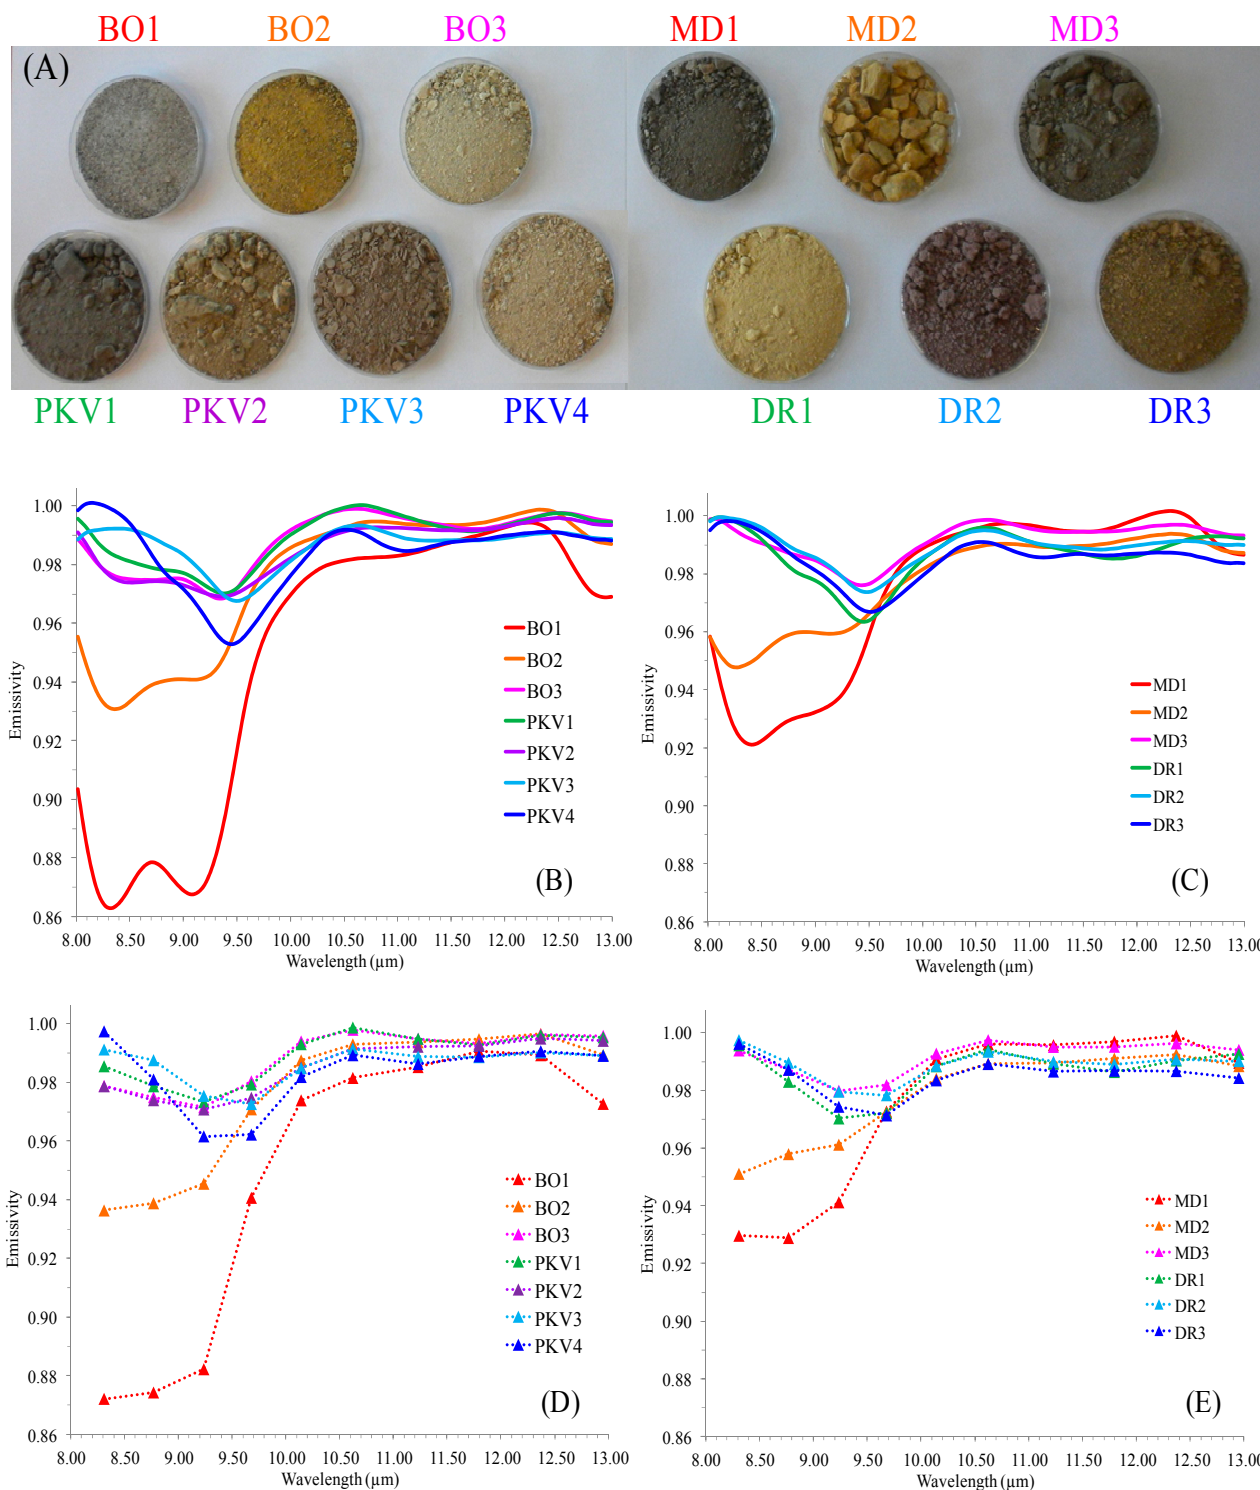 BO1 BO2 BO3 MD1 MD2 MD3
(A)
PKV1 PKV2 PKV3 PKV4 DR1 DR2 DR3
1.00
0.98
0.96
0.94
0.92
0.90
0.88
0.86
Emissivity
8.00 8.50 9.00 9.50 10.00 10.50 11.00 11.50 12.00 12.50 13.00
Wavelength (µm)
BO1
BO2
BO3
PKV1
PKV2
PKV3
PKV4
(B)
1.00
0.98
0.96
0.94
0.92
0.90
0.88
0.86
Emissivity
8.00 8.50 9.00 9.50 10.00 10.50 11.00 11.50 12.00 12.50 13.00
Wavelength (µm)
MD1
MD2
MD3
DR1
DR2
DR3
(C)
1.00
0.98
0.96
0.94
0.92
0.90
0.88
0.86
Emissivity
8.00 8.50 9.00 9.50 10.00 10.50 11.00 11.50 12.00 12.50 13.00
Wavelength (µm)
BO1
BO2
BO3
PKV1
PKV2
PKV3
PKV4
(D)
1.00
0.98
0.96
0.94
0.92
0.90
0.88
0.86
Emissivity
8.00 8.50 9.00 9.50 10.00 10.50 11.00 11.50 12.00 12.50 13.00
Wavelength (µm)
MD1
MD2
MD3
DR1
DR2
DR3
(E)